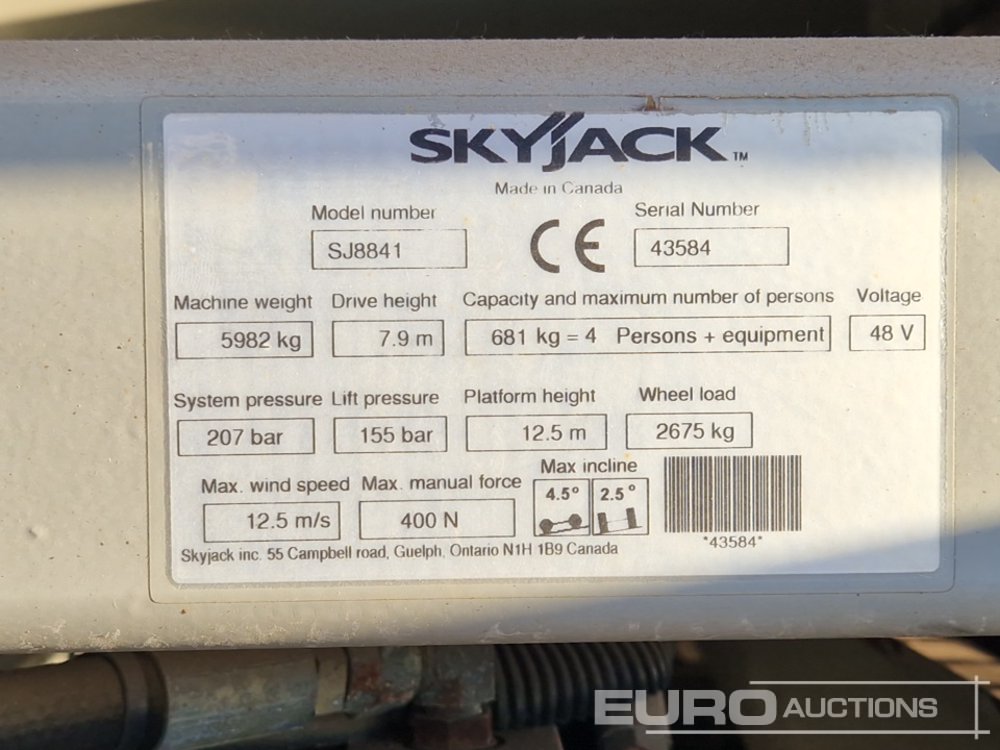 SKYJACK™
Made in Canada
Model number
SJ8841
CE
Serial Number
43584
Machine weight
5982 kg
Drive height
7.9 m
Capacity and maximum number of persons
681 kg = 4 Persons + equipment
Voltage
48 V
System pressure
207 bar
Lift pressure
155 bar
Platform height
12.5 m
Wheel load
2675 kg
Max. wind speed
12.5 m/s
Max. manual force
400 N
Max incline
4.5° 2.5°
*43584*
Skyjack inc. 55 Campbell road, Guelph, Ontario N1H 1B9 Canada
EURO AUCTIONS